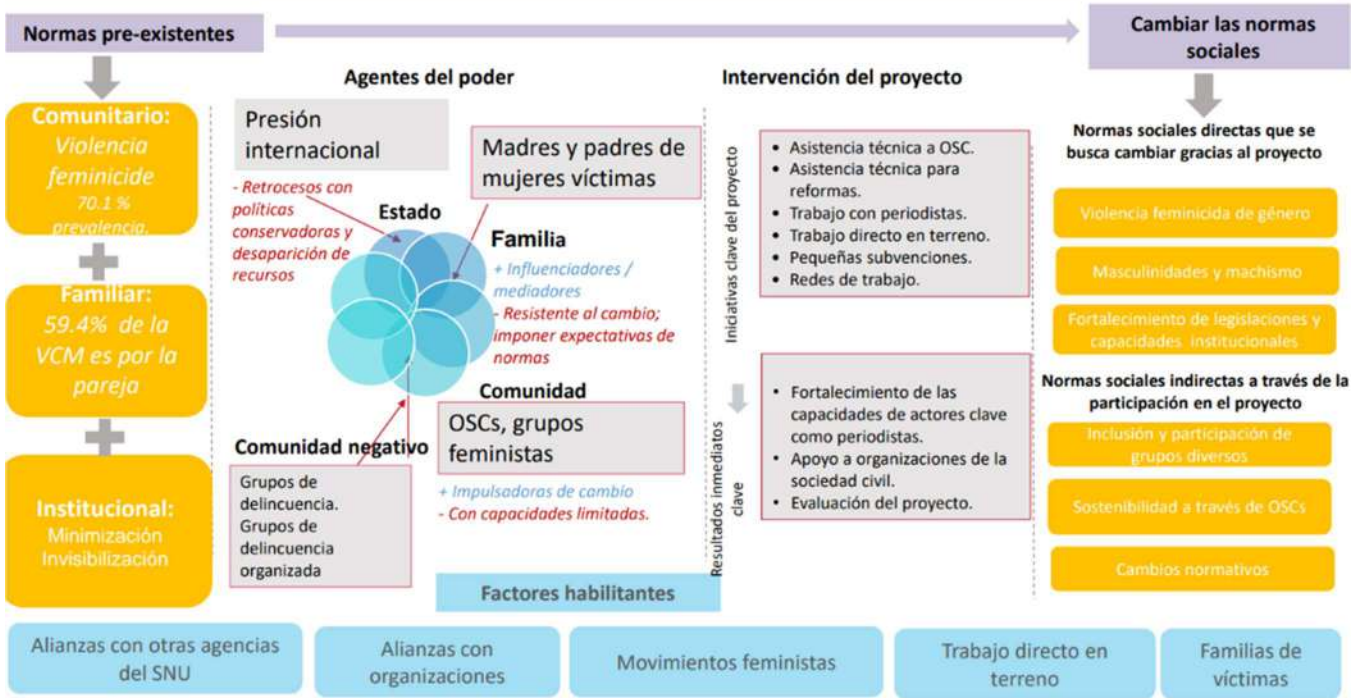 Normas pre-existentes
Cambiar las normas
sociales
Comunitario:
Violencia
feminicide
70.1 %
prevalencia.
Familiar:
59.4% de la
VCM es por la
pareja
Institucional:
Minimización
Invisibilización
Agentes del poder
Presión
internacional
- Retrocesos con
políticas
conservadoras y
desaparición de
recursos
Estado
Madres y padres de
mujeres víctimas
Familia
+ Influenciadores /
mediadores
- Resistente al cambio;
imponer expectativas de
normas
Comunidad
OSCs, grupos
feministas
+ Impulsadoras de cambio
- Con capacidades limitadas.
Comunidad negativo
Grupos de
delincuencia.
Grupos de
delincuencia
organizada
Intervención del proyecto
Iniciativas clave del proyecto
• Asistencia técnica a OSC.
• Asistencia técnica para
reformas.
• Trabajo con periodistas.
• Trabajo directo en terreno.
• Pequeñas subvenciones.
• Redes de trabajo.
Resultados inmediatos
clave
• Fortalecimiento de las
capacidades de actores clave
como periodistas.
• Apoyo a organizaciones de la
sociedad civil.
• Evaluación del proyecto.
Normas sociales directas que se
busca cambiar gracias al proyecto
Violencia feminicida de género
Masculinidades y machismo
Fortalecimiento de legislaciones y
capacidades institucionales
Normas sociales indirectas a través de la
participación en el proyecto
Inclusión y participación de
grupos diversos
Sostenibilidad a través de OSCs
Cambios normativos
Factores habilitantes
Alianzas con otras agencias
del SNU
Alianzas con
organizaciones
Movimientos feministas
Trabajo directo en
terreno
Familias de
víctimas